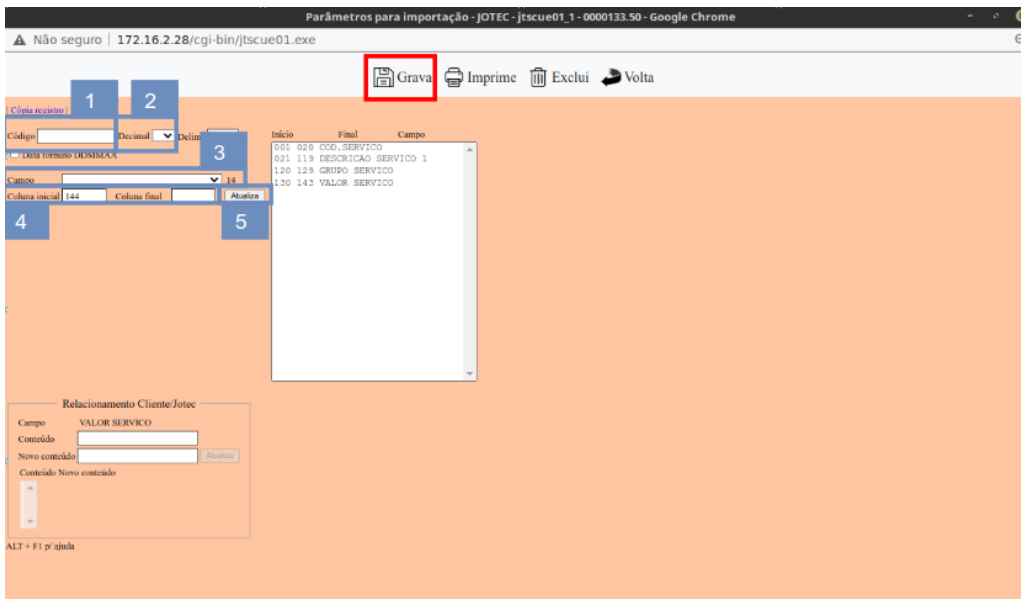 Parâmetros para importação - JOTEC - jtscue01_1 - 0000133.50 - Google Chrome
Não seguro | 172.16.2.28/cgi-bin/jtscue01.exe
Grava Imprime Exclui Volta
1 2
| Cópia registro |
Código Decimal Delim
Início Final Campo
Data formato DDMMAA
3
001 020 COD.SERVICO
021 119 DESCRICAO SERVICO 1
120 129 GRUPO SERVICO
130 143 VALOR SERVICO
Campo 14
Coluna inicial 144 Coluna final Atualiza
4 5
Relacionamento Cliente/Jotec
Campo VALOR SERVICO
Conteúdo
Novo conteúdo Atualiza
Conteúdo Novo conteúdo
ALT + F1 p/ ajuda